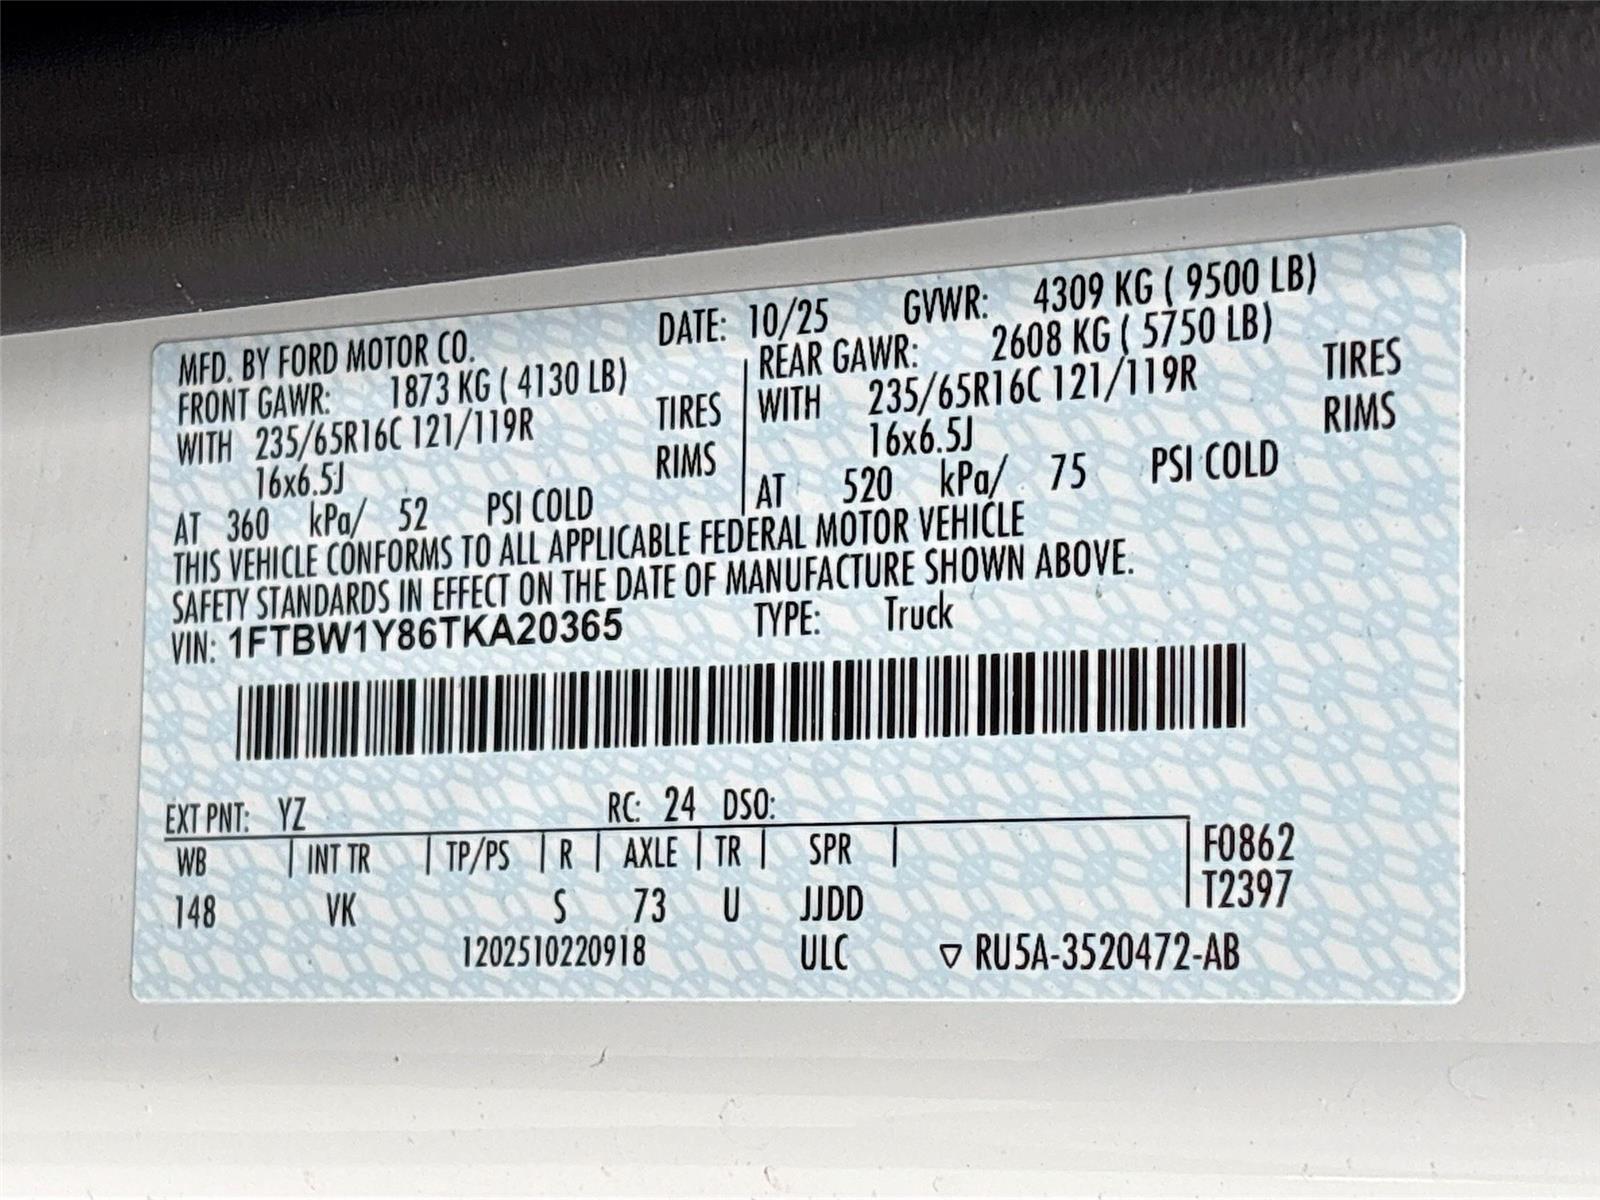 MFD. BY FORD MOTOR CO. DATE: 10/25 GVWR: 4309 KG ( 9500 LB)
FRONT GAWR: 1873 KG ( 4130 LB) REAR GAWR: 2608 KG ( 5750 LB)
WITH 235/65R16C 121/119R TIRES WITH 235/65R16C 121/119R TIRES
16x6.5J RIMS 16x6.5J RIMS
AT 360 kPa/ 52 PSI COLD AT 520 kPa/ 75 PSI COLD
THIS VEHICLE CONFORMS TO ALL APPLICABLE FEDERAL MOTOR VEHICLE
SAFETY STANDARDS IN EFFECT ON THE DATE OF MANUFACTURE SHOWN ABOVE.
VIN: 1FTBW1Y86TKA20365 TYPE: Truck
EXT PNT: YZ RC: 24 DSO:
WB | INT TR | TP/PS | R | AXLE | TR | SPR | F0862
148 VK S 73 U JJDD T2397
1202510220918 ULC ▽ RU5A-3520472-AB